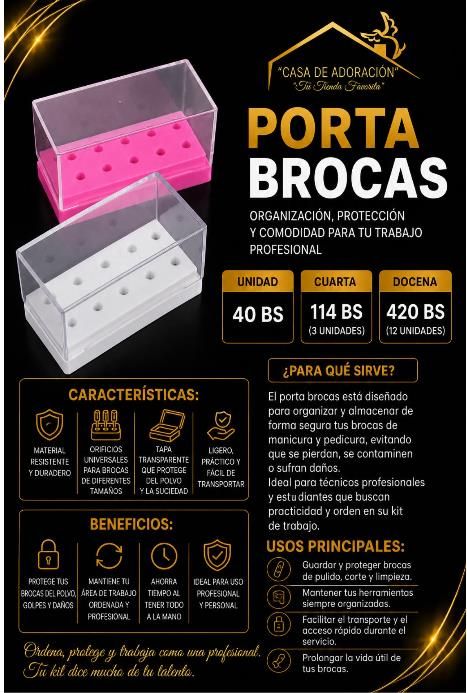 "CASA DE ADORACIÓN"
"Tu Tienda Favorita"
PORTA
BROCAS
ORGANIZACIÓN, PROTECCIÓN
Y COMODIDAD PARA TU TRABAJO
PROFESIONAL
UNIDAD
40 BS
CUARTA
114 BS
(3 UNIDADES)
DOCENA
420 BS
(12 UNIDADES)
CARACTERÍSTICAS:
MATERIAL
RESISTENTE
Y DURADERO
ORIFICIOS
UNIVERSALES
PARA BROCAS
DE DIFERENTES
TAMAÑOS
TAPA
TRANSPARENTE
QUE PROTEGE
DEL POLVO
Y LA SUCIEDAD
LIGERO,
PRÁCTICO Y
FÁCIL DE
TRANSPORTAR
BENEFICIOS:
PROTEGE TUS
BROCAS DEL POLVO,
GOLPES Y DAÑOS
MANTIENE TU
ÁREA DE TRABAJO
ORDENADA Y
PROFESIONAL
AHORRA
TIEMPO AL
TENER TODO
A LA MANO
IDEAL PARA USO
PROFESIONAL
Y PERSONAL
Ordena, protege y trabaja como una profesional.
Tu kit dice mucho de tu talento.
¿PARA QUÉ SIRVE?
El porta brocas está diseñado
para organizar y almacenar de
forma segura tus brocas de
manicura y pedicura, evitando
que se pierdan, se contaminen
o sufran daños.
Ideal para técnicos profesionales
y estudiantes que buscan
practicidad y orden en su kit
de trabajo.
USOS PRINCIPALES:
Guardar y proteger brocas
de pulido, corte y limpieza.
Mantener tus herramientas
siempre organizadas.
Facilitar el transporte y el
acceso rápido durante el
servicio.
Prolongar la vida útil de
tus brocas.